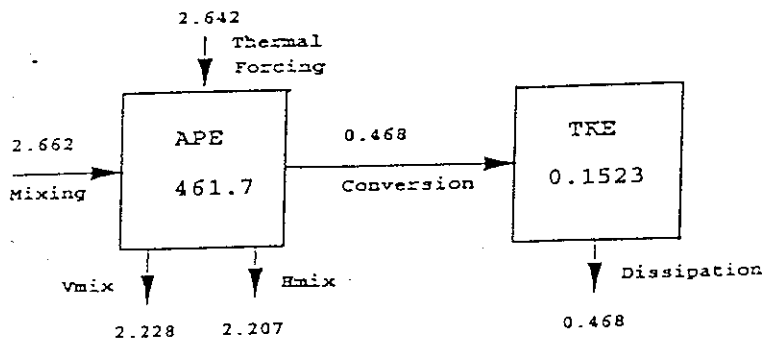 2.642
Thermal
Forcing
APE
461.7
2.662
Mixing
0.468
Conversion
TKE
0.1523
Vmix
Hmix
Dissipation
2.228
2.207
0.468